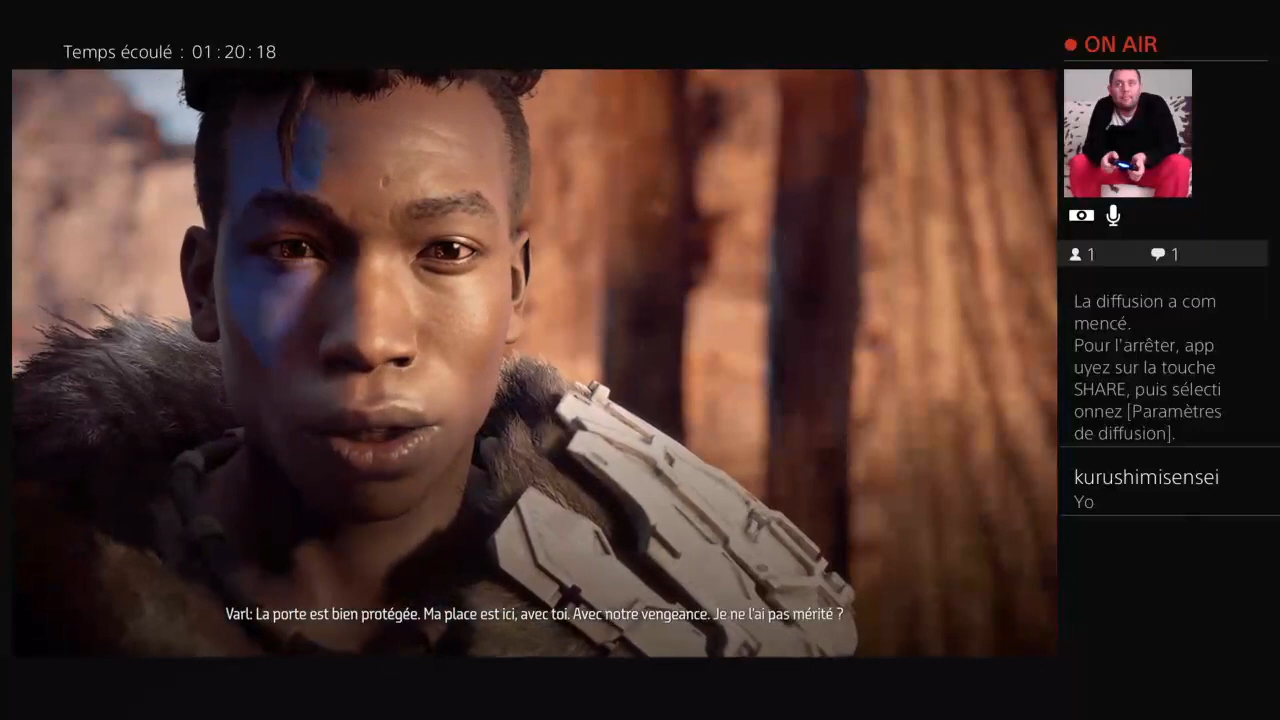 Temps écoulé : 01:20:18
ON AIR
1 1
La diffusion a com
mencé.
Pour l'arrêter, app
uyez sur la touche
SHARE, puis sélecti
onnez [Paramètres
de diffusion].
kurushimisensei
Yo
Varl: La porte est bien protégée. Ma place est ici, avec toi. Avec notre vengeance. Je ne l'ai pas mérité ?